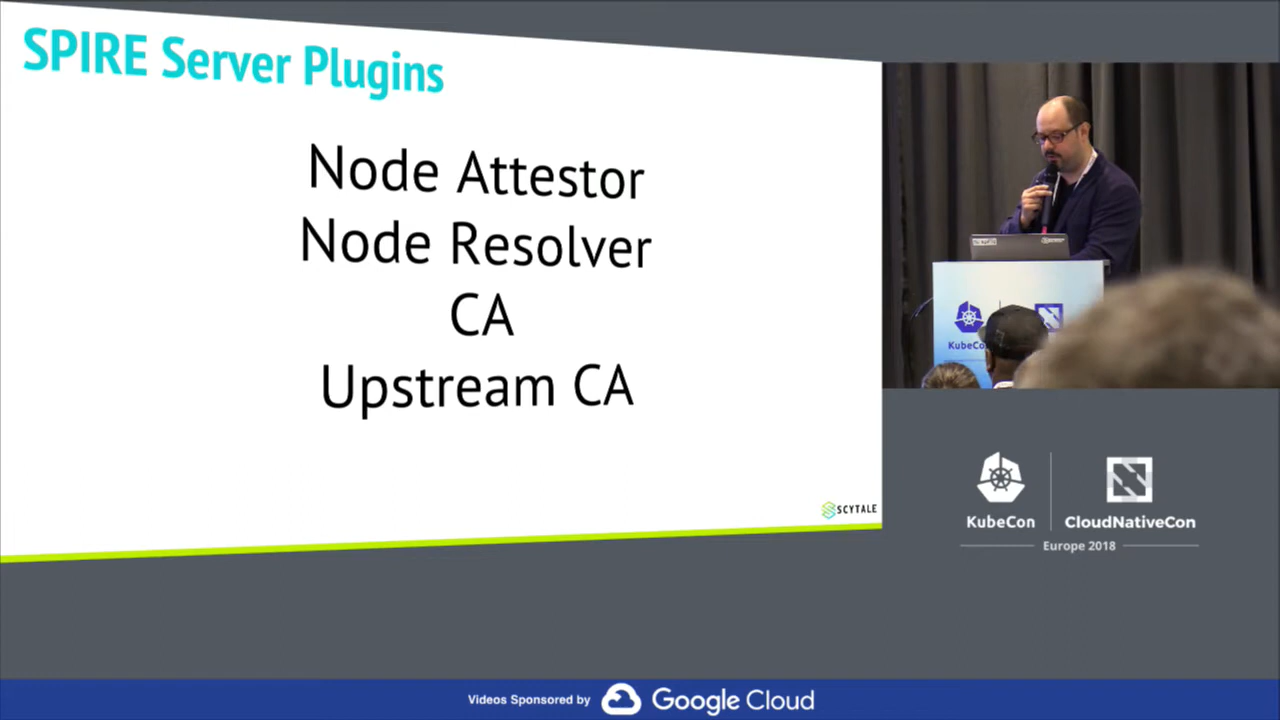 SPIRE Server Plugins
Node Attestor
Node Resolver
CA
Upstream CA
SCYTALE
KubeCon
CloudNativeCon
Europe 2018
Videos Sponsored by Google Cloud